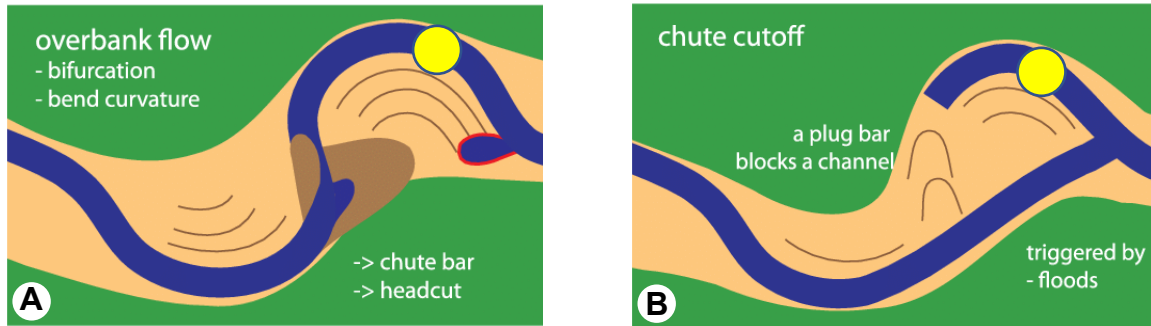 overbank flow
- bifurcation
- bend curvature
-> chute bar
-> headcut
A
chute cutoff
a plug bar
blocks a channel
triggered by
- floods
B